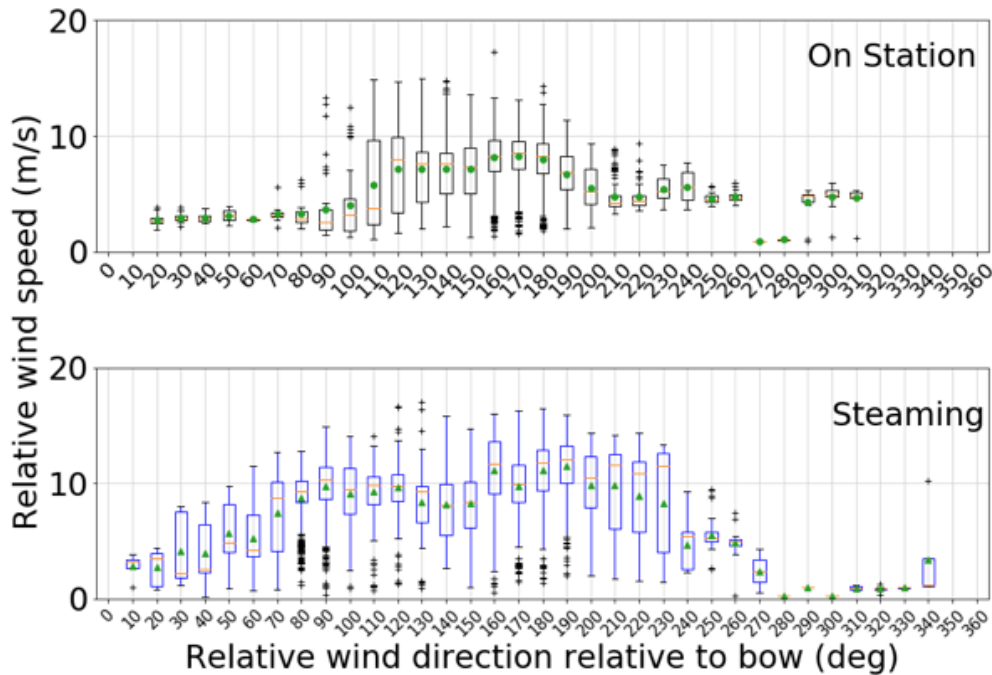 Relative wind speed (m/s)
20
10
0
On Station
0 10 20 30 40 50 60 70 80 90 100 110 120 130 140 150 160 170 180 190 200 210 220 230 240 250 260 270 280 290 300 310 320 330 340 350 360
20
10
0
Steaming
0 10 20 30 40 50 60 70 80 90 100 110 120 130 140 150 160 170 180 190 200 210 220 230 240 250 260 270 280 290 300 310 320 330 340 350 360
Relative wind direction relative to bow (deg)